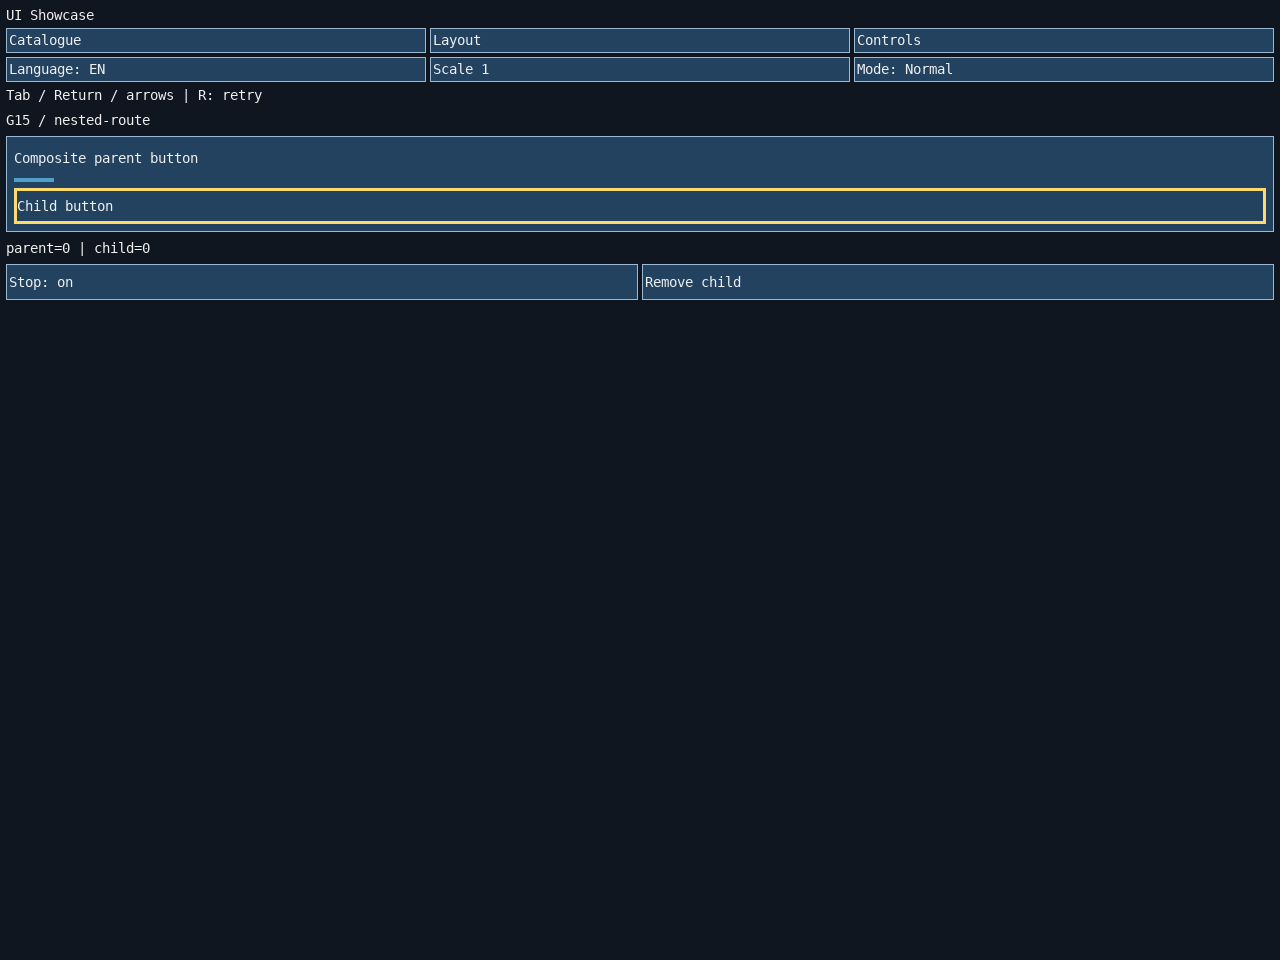 UI Showcase
Catalogue
Layout
Controls
Language: EN
Scale 1
Mode: Normal
Tab / Return / arrows | R: retry
G15 / nested-route
Composite parent button
Child button
parent=0 | child=0
Stop: on
Remove child